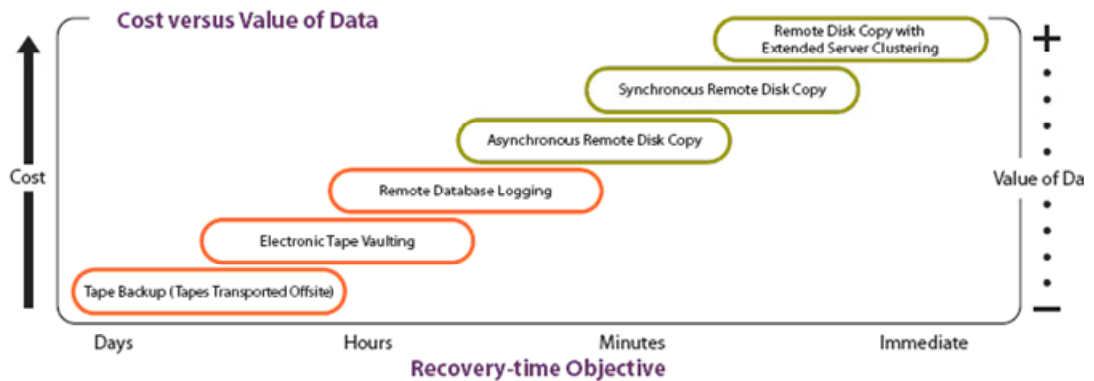 Cost versus Value of Data
Remote Disk Copy with
Extended Server Clustering
Synchronous Remote Disk Copy
Asynchronous Remote Disk Copy
Cost
Value of Da
Remote Database Logging
Electronic Tape Vaulting
Tape Backup (Tapes Transported Offsite)
Days Hours Minutes Immediate
Recovery-time Objective